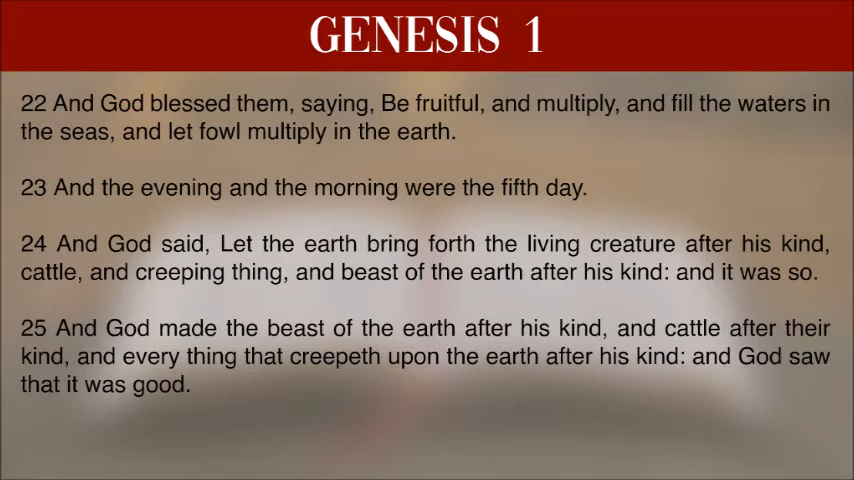 GENESIS 1
22 And God blessed them, saying, Be fruitful, and multiply, and fill the waters in
the seas, and let fowl multiply in the earth.
23 And the evening and the morning were the fifth day.
24 And God said, Let the earth bring forth the living creature after his kind,
cattle, and creeping thing, and beast of the earth after his kind: and it was so.
25 And God made the beast of the earth after his kind, and cattle after their
kind, and every thing that creepeth upon the earth after his kind: and God saw
that it was good.